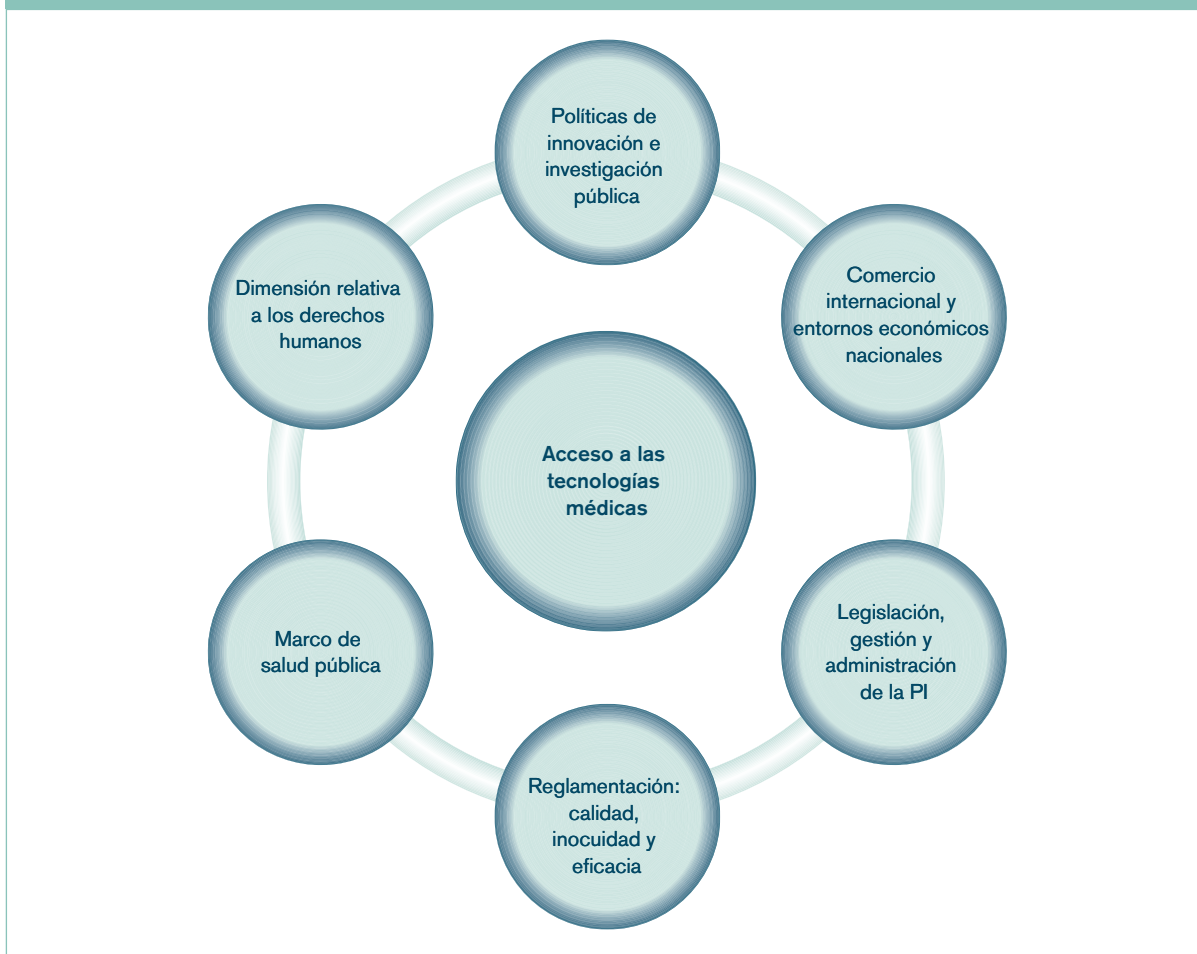 Políticas de
innovación e
investigación
pública
Comercio
internacional y
entornos económicos
nacionales
Dimensión relativa
a los derechos
humanos
Acceso a las
tecnologías
médicas
Legislación,
gestión y
administración
de la PI
Marco de
salud pública
Reglamentación:
calidad,
inocuidad y
eficacia